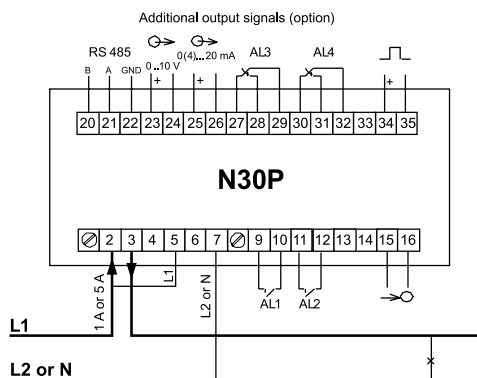 Additional output signals (option)
RS 485
B A GND
0...10 V
0(4)...20 mA
AL3 AL4
+ + +
20 21 22 23 24 25 26 27 28 29 30 31 32 33 34 35
N30P
2 3 4 5 6 7 9 10 11 12 13 14 15 16
1 A or 5 A
L1
L2 or N
AL1 AL2
L1
L2 or N